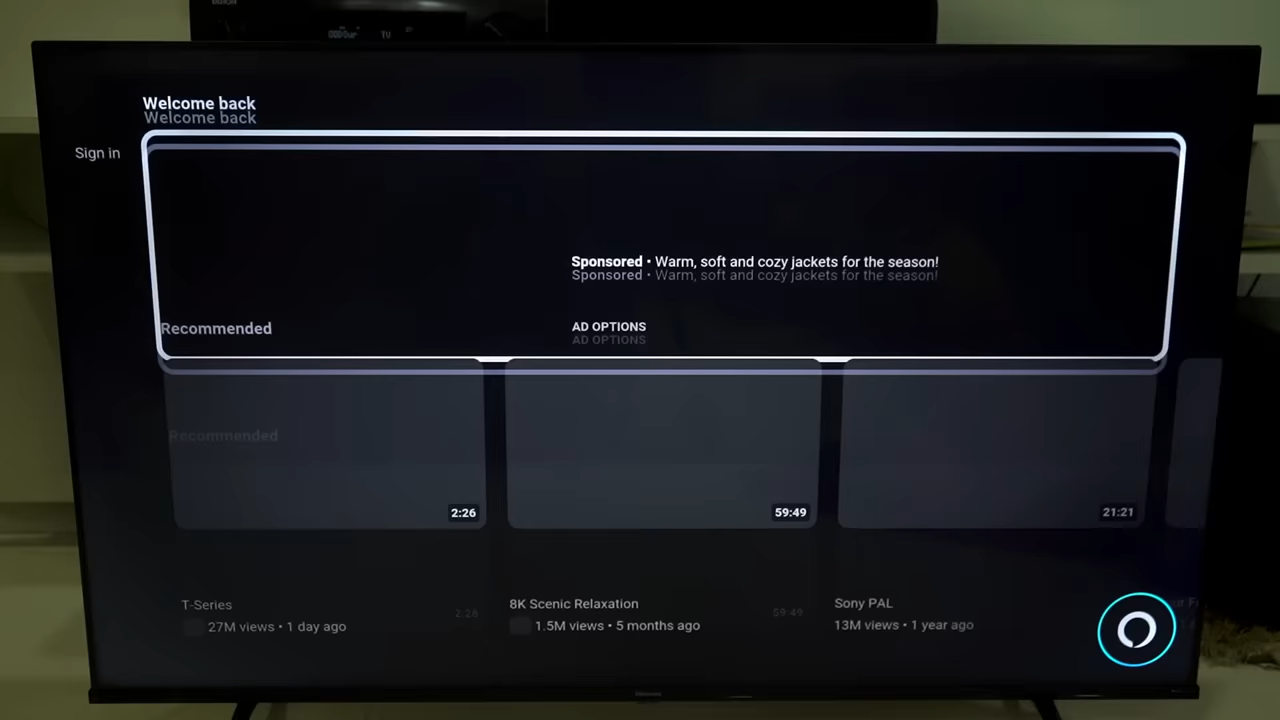 DENON
TV
Welcome back
Welcome back
Sign in
Sponsored • Warm, soft and cozy jackets for the season!
Sponsored • Warm, soft and cozy jackets for the season!
Recommended
AD OPTIONS
AD OPTIONS
Recommended
2:26
59:49
21:21
T-Series
2:26
8K Scenic Relaxation
59:49
Sony PAL
27M views • 1 day ago
1.5M views • 5 months ago
13M views • 1 year ago
Hisense